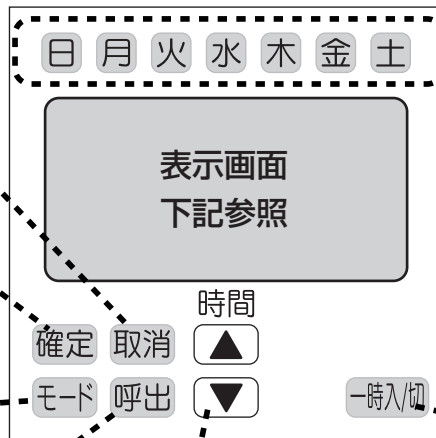 日 月 火 水 木 金 土
表示画面
下記参照
時間
確定 取消 ▲
モード 呼出 ▼ 一時入/切